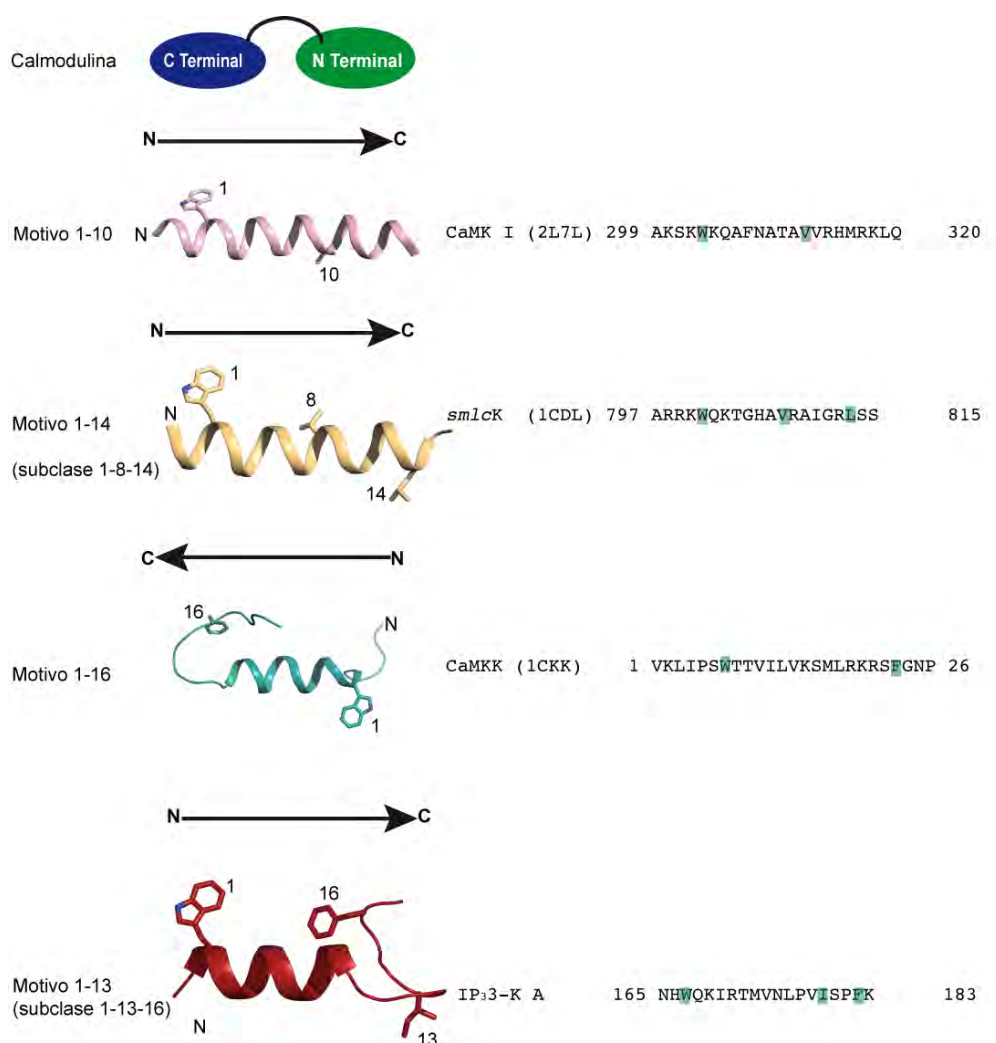 Calmodulina C Terminal N Terminal
N C
1
Motivo 1-10 N CaMK I (2L7L) 299 AKSKWKQAFNATAVVRHMRKLQ 320
10
N C
1
8
N
Motivo 1-14 smlcK (1CDL) 797 ARRKWQKTGHAVRAIGRLSS 815
(subclase 1-8-14)
14
C N
16
N
Motivo 1-16 CaMKK (1CKK) 1 VKLIPSWTTVILVKSMLRKRSFGNP 26
1
N C
1
16
Motivo 1-13 IP₃3-K A 165 NHWQKIRTMVNLPVISPFK 183
(subclase 1-13-16)
N
13